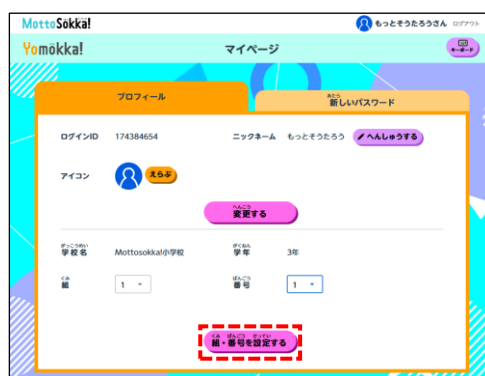 MottoSokka!
もっとそうたろうさん ログアウト
Yomokka!
マイページ
キーボード
プロフィール
あたら
新しいパスワード
ログインID 174384654 ニックネーム もっとそうたろう へんしゅうする
アイコン えらぶ
へんこう
変更する
がっこうめい がくねん
学校名 Mottosokka!小学校 学年 3年
くみ ばんごう
組 1 番号 1
くみ ばんごう せってい
組・番号を設定する